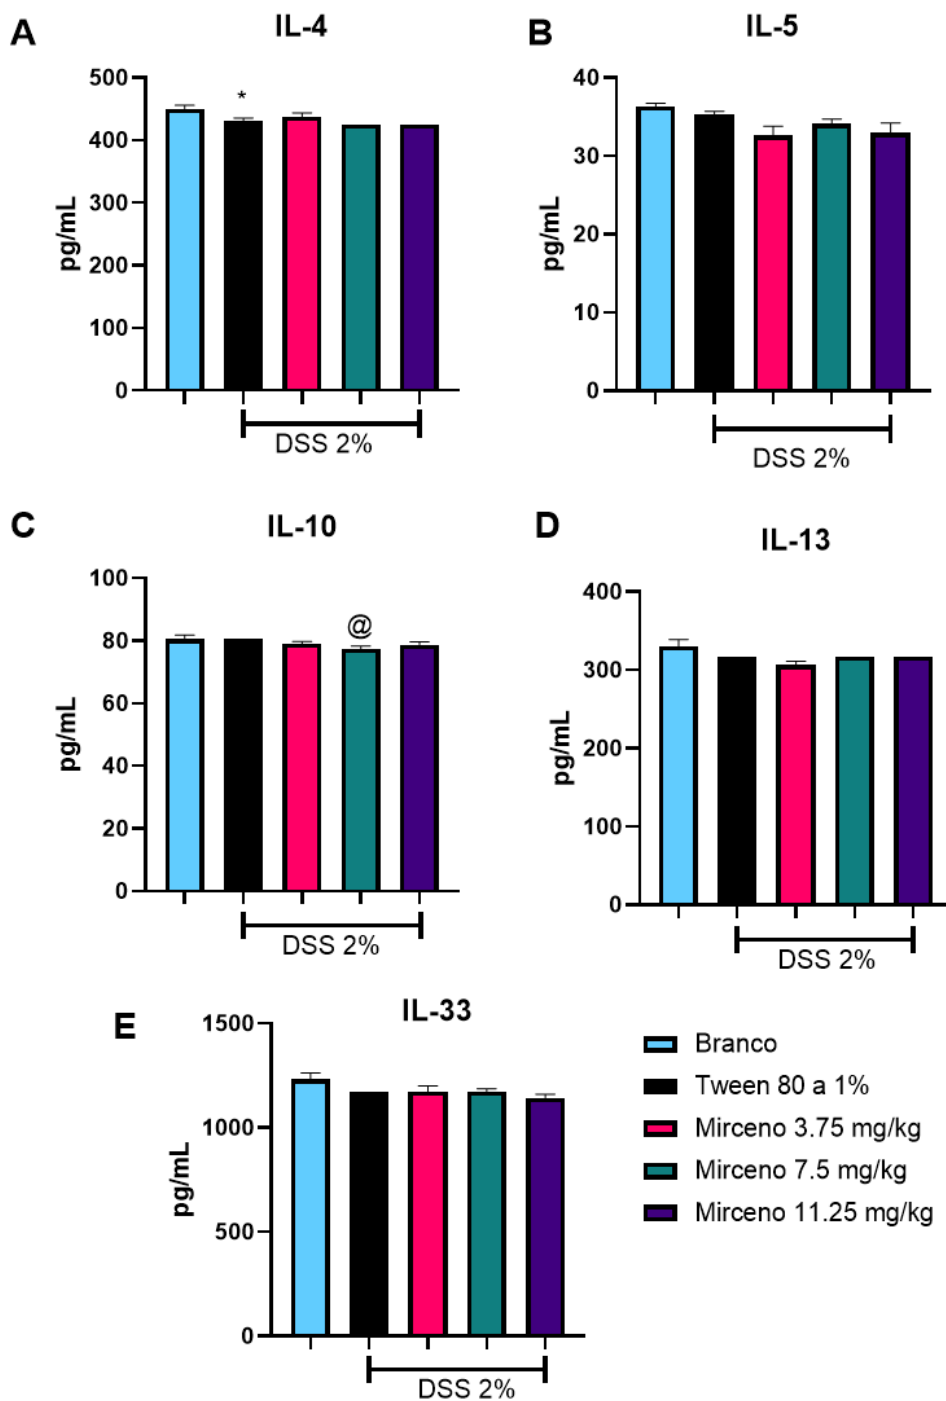 A
IL-4
pg/mL
500
400
300
200
100
0
*
DSS 2%
B
IL-5
pg/mL
40
30
20
10
0
DSS 2%
C
IL-10
pg/mL
100
80
60
40
20
0
@
DSS 2%
D
IL-13
pg/mL
400
300
200
100
0
DSS 2%
E
IL-33
pg/mL
1500
1000
500
0
DSS 2%
Branco
Tween 80 a 1%
Mirceno 3.75 mg/kg
Mirceno 7.5 mg/kg
Mirceno 11.25 mg/kg